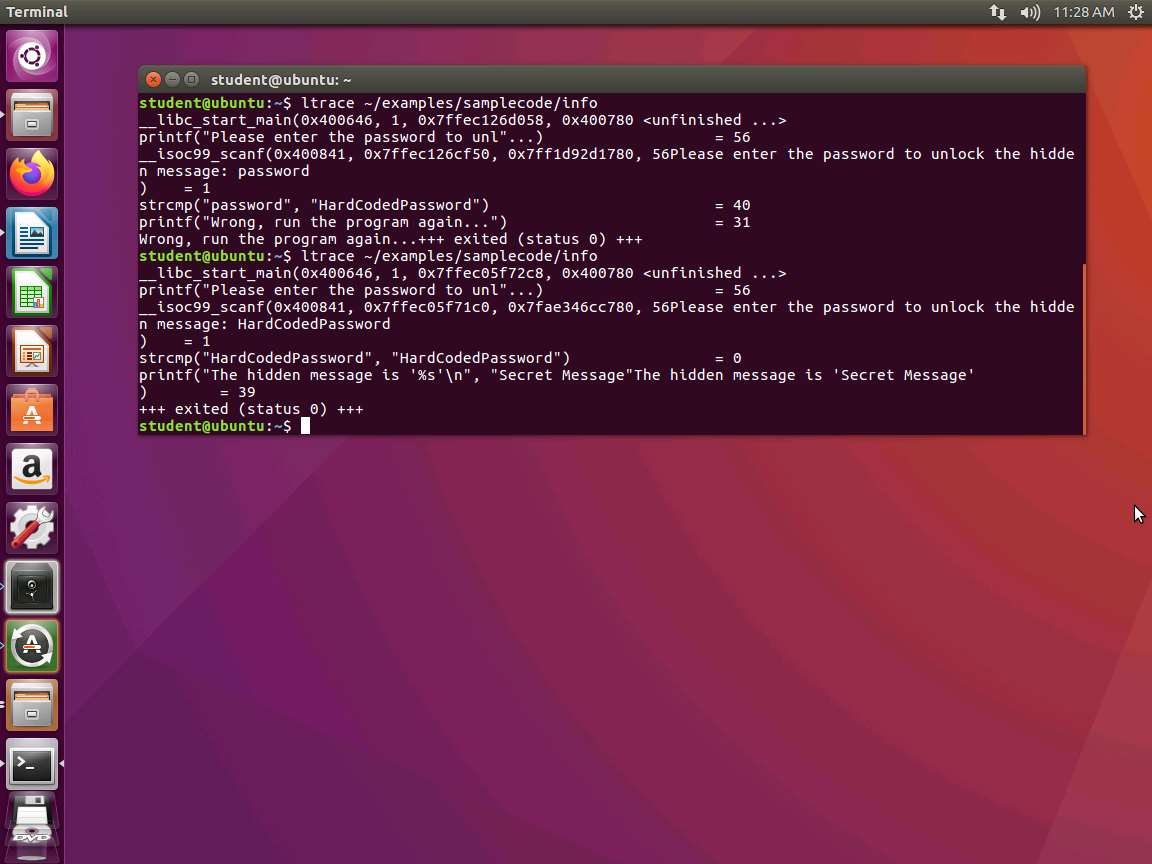 Terminal
11:28 AM
student@ubuntu: ~
student@ubuntu:~$ ltrace ~/examples/samplecode/info
__libc_start_main(0x400646, 1, 0x7ffec126d058, 0x400780 <unfinished ...>
printf("Please enter the password to unl"...)                   = 56
__isoc99_scanf(0x400841, 0x7ffec126cf50, 0x7ff1d92d1780, 56Please enter the password to unlock the hidde
n message: password
)    = 1
strcmp("password", "HardCodedPassword")                         = 40
printf("Wrong, run the program again...")                       = 31
Wrong, run the program again...+++ exited (status 0) +++
student@ubuntu:~$ ltrace ~/examples/samplecode/info
__libc_start_main(0x400646, 1, 0x7ffec05f72c8, 0x400780 <unfinished ...>
printf("Please enter the password to unl"...)                   = 56
__isoc99_scanf(0x400841, 0x7ffec05f71c0, 0x7fae346cc780, 56Please enter the password to unlock the hidde
n message: HardCodedPassword
)    = 1
strcmp("HardCodedPassword", "HardCodedPassword")                = 0
printf("The hidden message is '%s'\n", "Secret Message"The hidden message is 'Secret Message'
)        = 39
+++ exited (status 0) +++
student@ubuntu:~$
a
>_
DVD